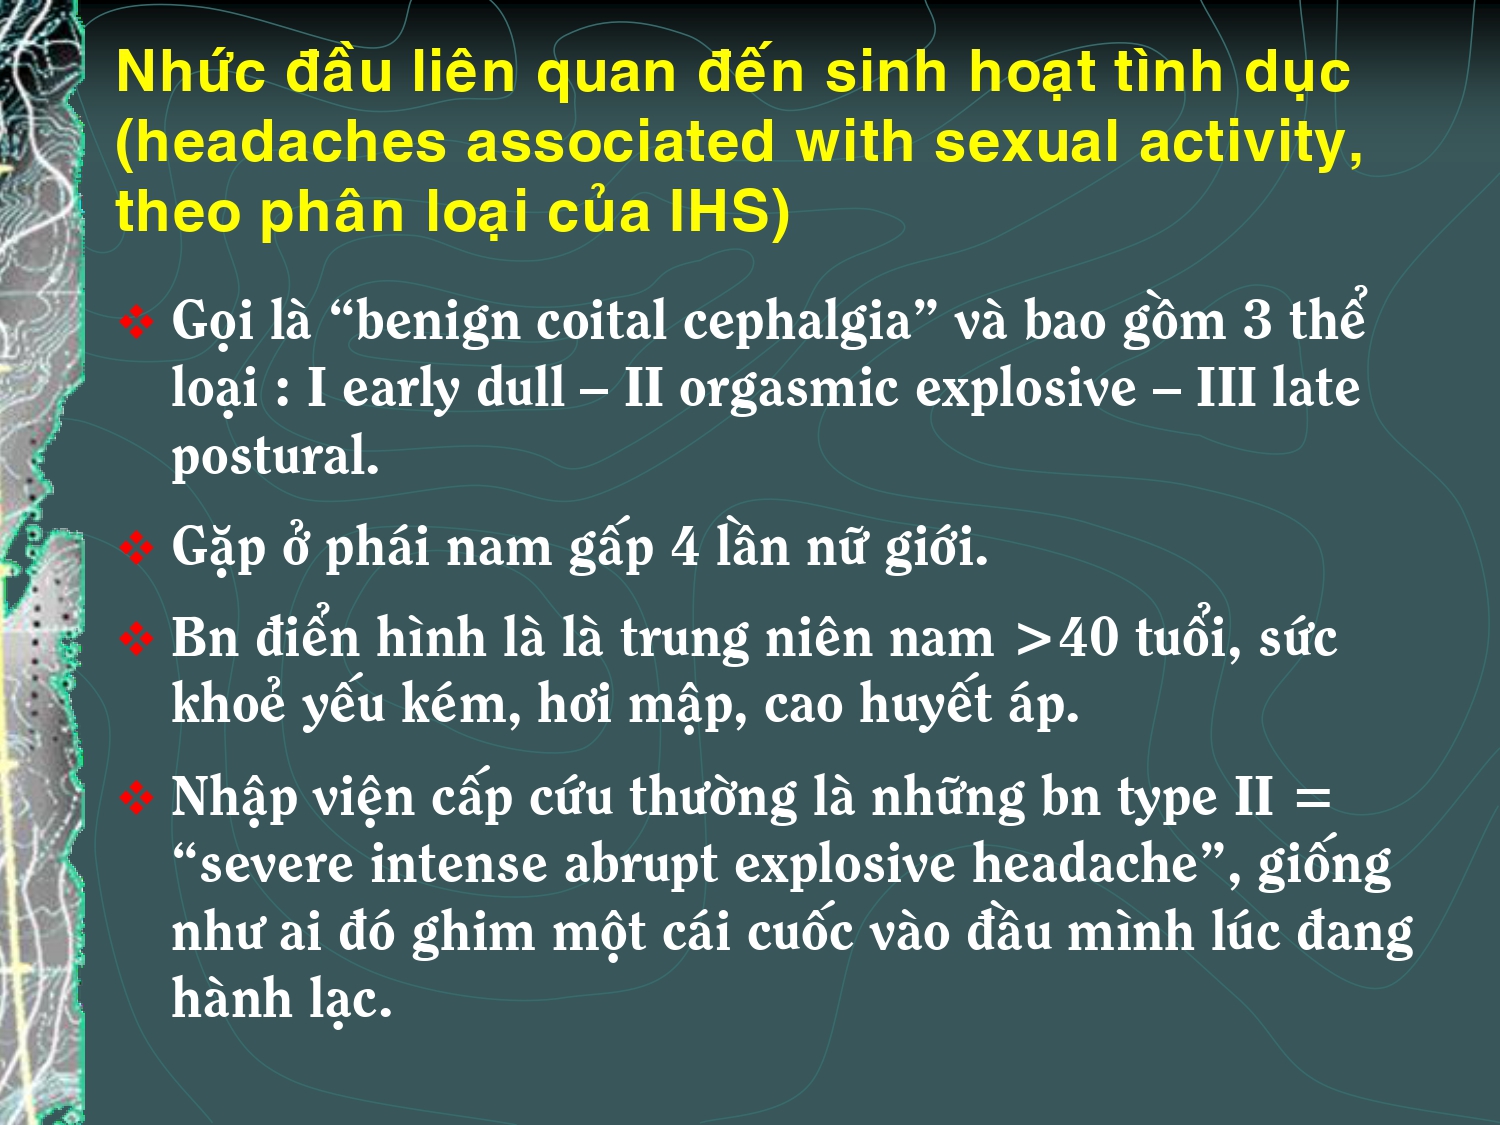 Nhức đầu liên quan đến sinh hoạt tình dục
(headaches associated with sexual activity,
theo phân loại của IHS)
Gọi là “benign coital cephalgia” và bao gồm 3 thể
loại : I early dull – II orgasmic explosive – III late
postural.
Gặp ở phái nam gấp 4 lần nữ giới.
Bn điển hình là là trung niên nam >40 tuổi, sức
khoẻ yếu kém, hơi mập, cao huyết áp.
Nhập viện cấp cứu thường là những bn type II =
“severe intense abrupt explosive headache”, giống
như ai đó ghim một cái cuốc vào đầu mình lúc đang
hành lạc.